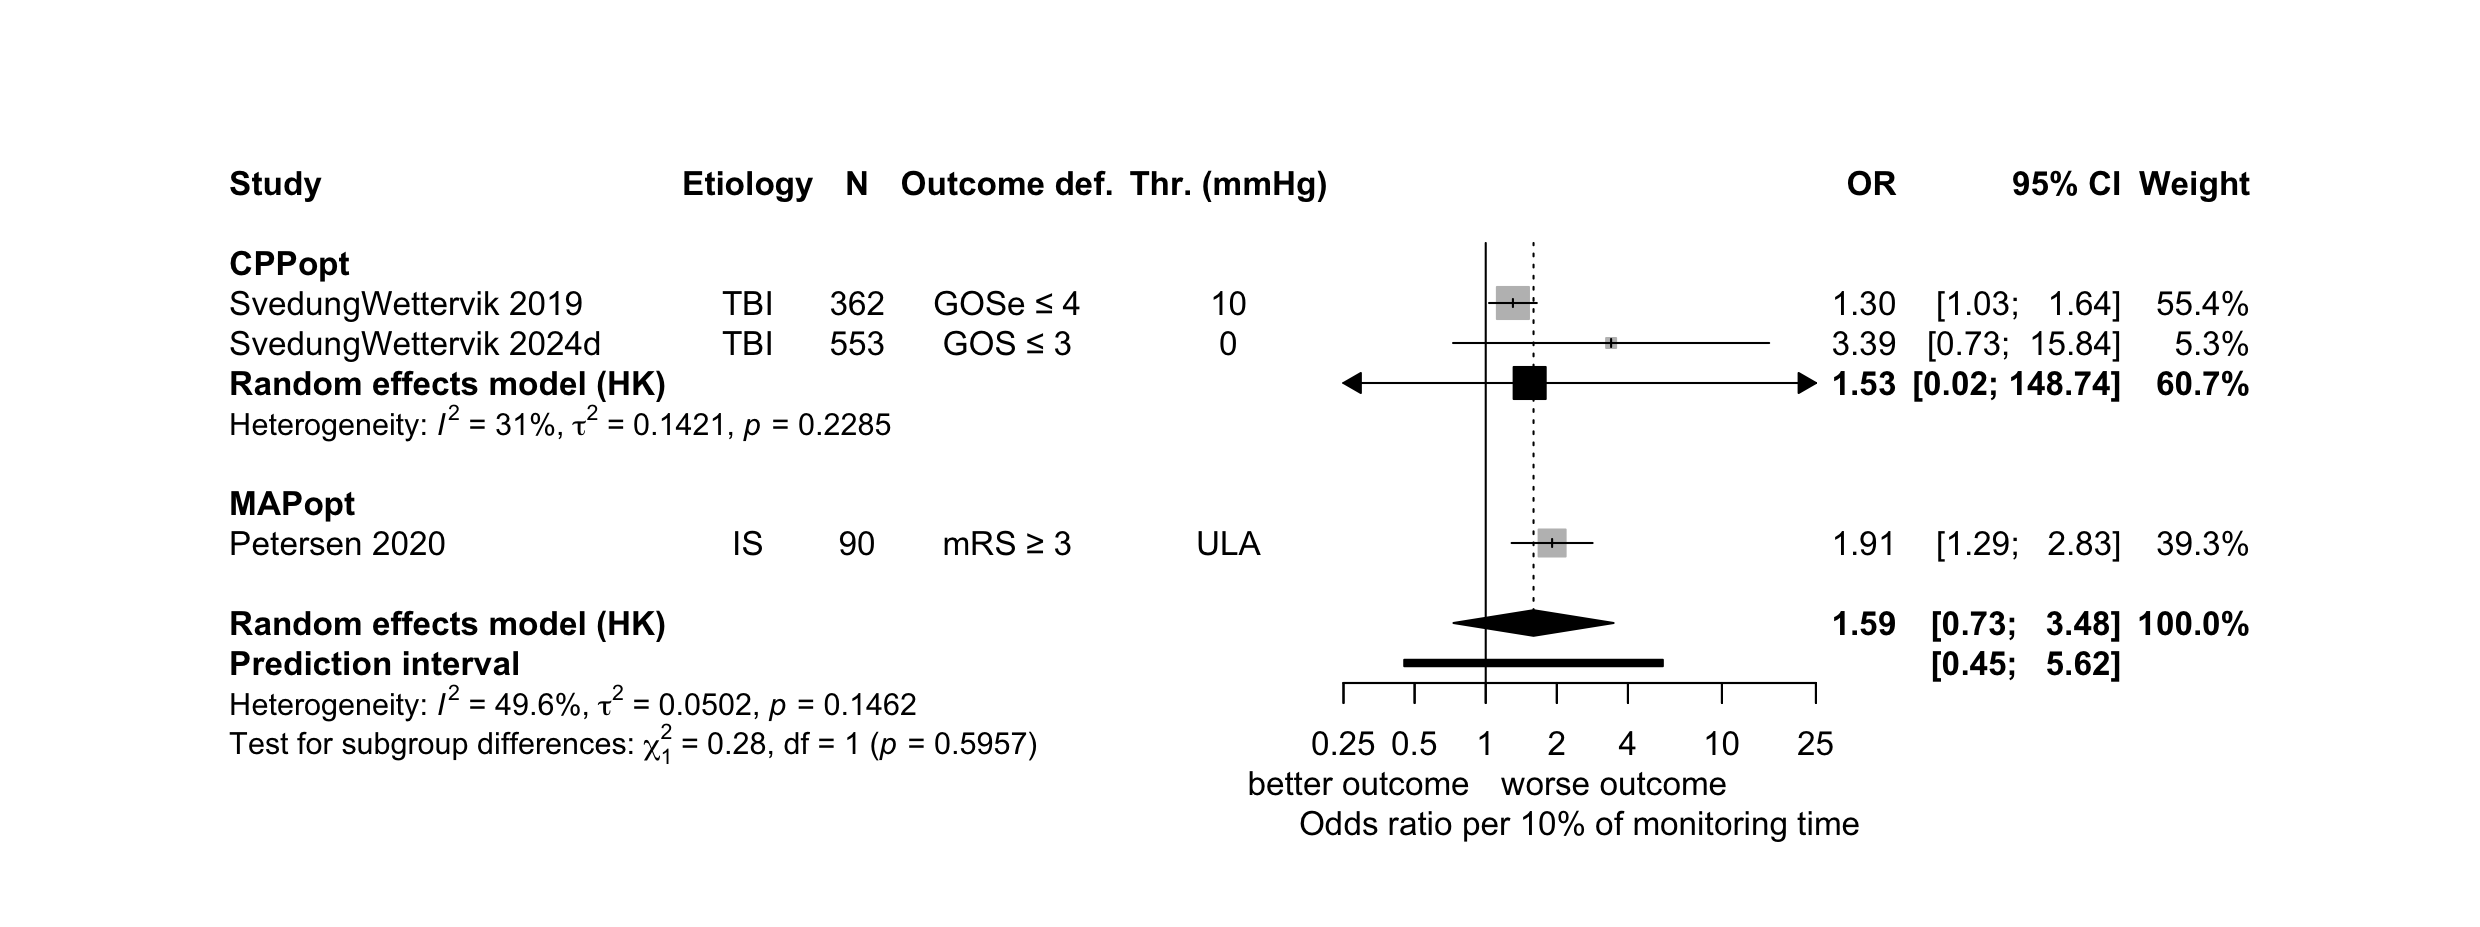 Study Etiology N Outcome def. Thr. (mmHg) OR 95% CI Weight
CPPopt
SvedungWettervik 2019 TBI 362 GOSe ≤ 4 10 1.30 [1.03; 1.64] 55.4%
SvedungWettervik 2024d TBI 553 GOS ≤ 3 0 3.39 [0.73; 15.84] 5.3%
Random effects model (HK) 1.53 [0.02; 148.74] 60.7%
Heterogeneity: I² = 31%, τ² = 0.1421, p = 0.2285
MAPopt
Petersen 2020 IS 90 mRS ≥ 3 ULA 1.91 [1.29; 2.83] 39.3%
Random effects model (HK) 1.59 [0.73; 3.48] 100.0%
Prediction interval [0.45; 5.62]
Heterogeneity: I² = 49.6%, τ² = 0.0502, p = 0.1462
Test for subgroup differences: χ₁² = 0.28, df = 1 (p = 0.5957)
0.25 0.5 1 2 4 10 25
better outcome worse outcome
Odds ratio per 10% of monitoring time